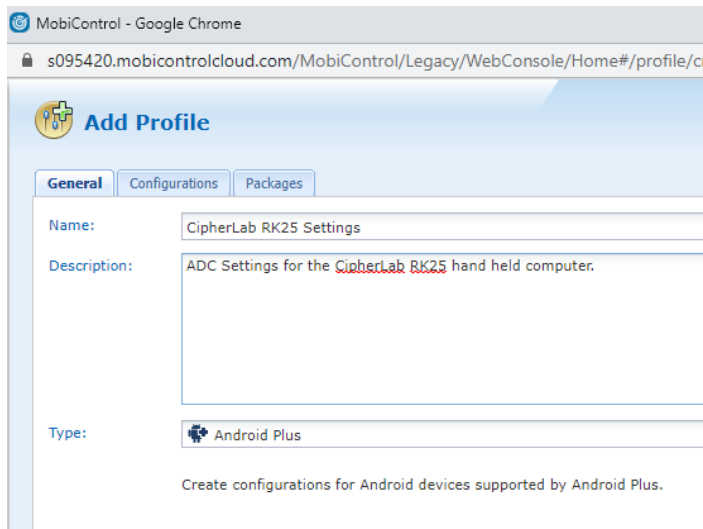 MobiControl - Google Chrome
s095420.mobicontrolcloud.com/MobiControl/Legacy/WebConsole/Home#/profile/c
Add Profile
General Configurations Packages
Name: CipherLab RK25 Settings
Description: ADC Settings for the CipherLab RK25 hand held computer.
Type: Android Plus
Create configurations for Android devices supported by Android Plus.